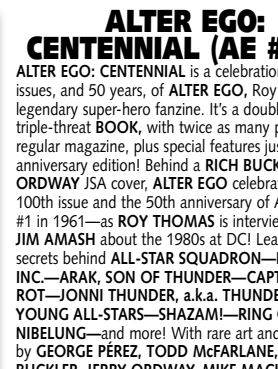 ALTER EGO:
CENTENNIAL (AE #
ALTER EGO: CENTENNIAL is a celebration
issues, and 50 years, of ALTER EGO, Roy
legendary super-hero fanzine. It's a doubl
triple-threat BOOK, with twice as many p
regular magazine, plus special features jus
anniversary edition! Behind a RICH BUCK
ORDWAY JSA cover, ALTER EGO celebra
100th issue and the 50th anniversary of A
#1 in 1961—as ROY THOMAS is intervie
JIM AMASH about the 1980s at DC! Lea
secrets behind ALL-STAR SQUADRON—
INC.—ARAK, SON OF THUNDER—CAPT
ROT—JONNI THUNDER, a.k.a. THUNDE
YOUNG ALL-STARS—SHAZAM!—RING
NIBELUNG—and more! With rare art and
by GEORGE PÉREZ, TODD McFARLANE,
BUCKLER, JERRY ORDWAY, MIKE MACH